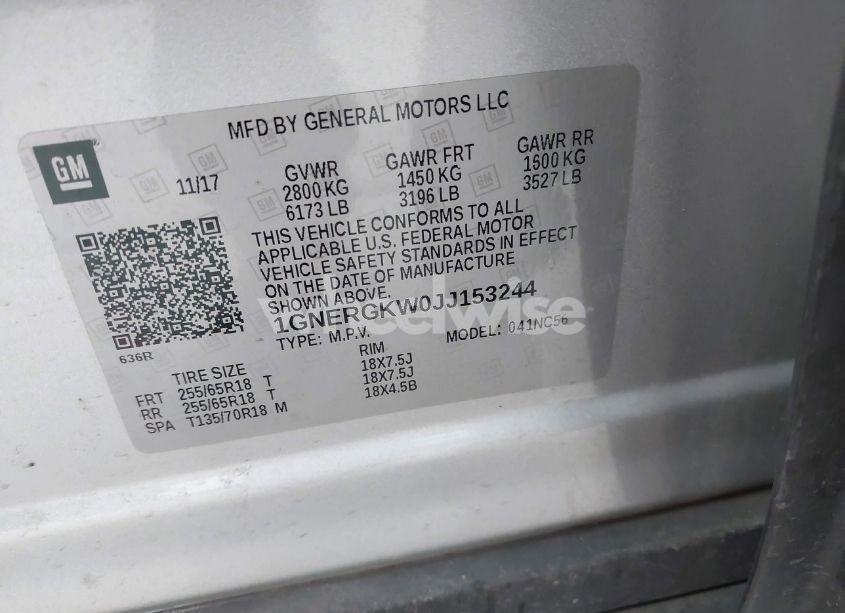 MFD BY GENERAL MOTORS LLC
GM
11/17
GVWR GAWR FRT GAWR RR
2800 KG 1450 KG 1600 KG
6173 LB 3196 LB 3527 LB
THIS VEHICLE CONFORMS TO ALL
APPLICABLE U.S. FEDERAL MOTOR
VEHICLE SAFETY STANDARDS IN EFFECT
ON THE DATE OF MANUFACTURE
SHOWN ABOVE.
1GNERGKW0JJ153244
TYPE: M.P.V. MODEL: 041NC56
636R
TIRE SIZE RIM
FRT 255/65R18 T 18X7.5J
RR 255/65R18 T 18X7.5J
SPA T135/70R18 M 18X4.5B